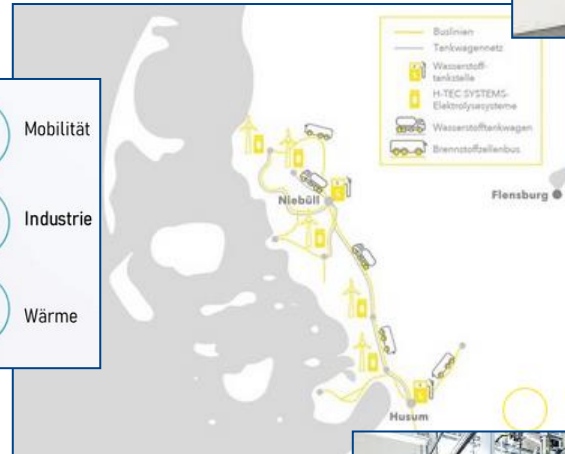 Mobilität
Industrie
Wärme
Buslinien
Tankwagennetz
Wasserstoff-
tankstelle
H-TEC SYSTEMS-
Elektrolysesysteme
Wasserstofftankwagen
Brennstoffzellenbus
Flensburg
Niebüll
Husum